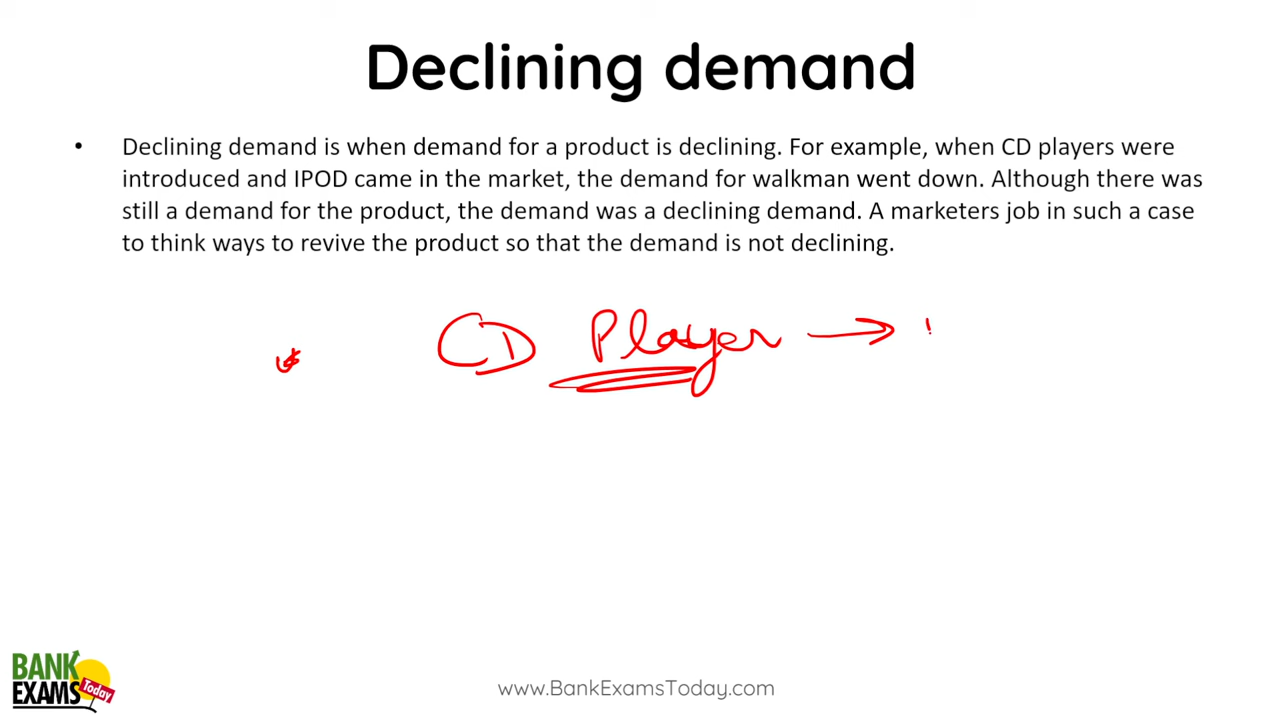 Declining demand
• Declining demand is when demand for a product is declining. For example, when CD players were
introduced and IPOD came in the market, the demand for walkman went down. Although there was
still a demand for the product, the demand was a declining demand. A marketers job in such a case
to think ways to revive the product so that the demand is not declining.
CD Player →
BANK
EXAMS Today
www.BankExamsToday.com